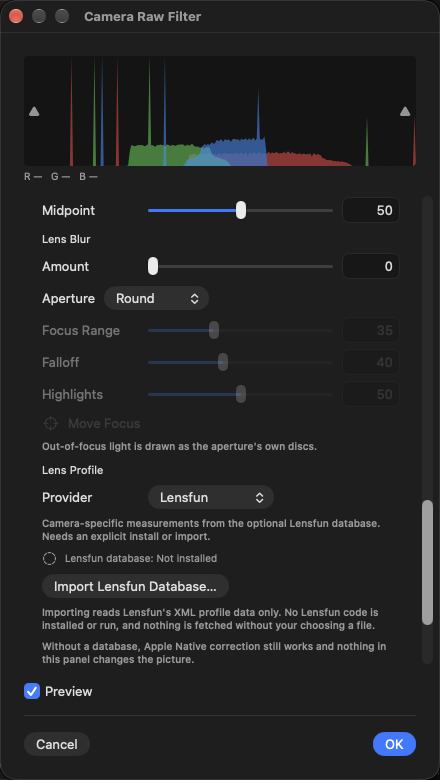 Camera Raw Filter
R — G — B —
Midpoint 50
Lens Blur
Amount 0
Aperture Round
Focus Range 35
Falloff 40
Highlights 50
Move Focus
Out-of-focus light is drawn as the aperture's own discs.
Lens Profile
Provider Lensfun
Camera-specific measurements from the optional Lensfun database.
Needs an explicit install or import.
Lensfun database: Not installed
Import Lensfun Database...
Importing reads Lensfun's XML profile data only. No Lensfun code is
installed or run, and nothing is fetched without your choosing a file.
Without a database, Apple Native correction still works and nothing in
this panel changes the picture.
Preview
Cancel OK